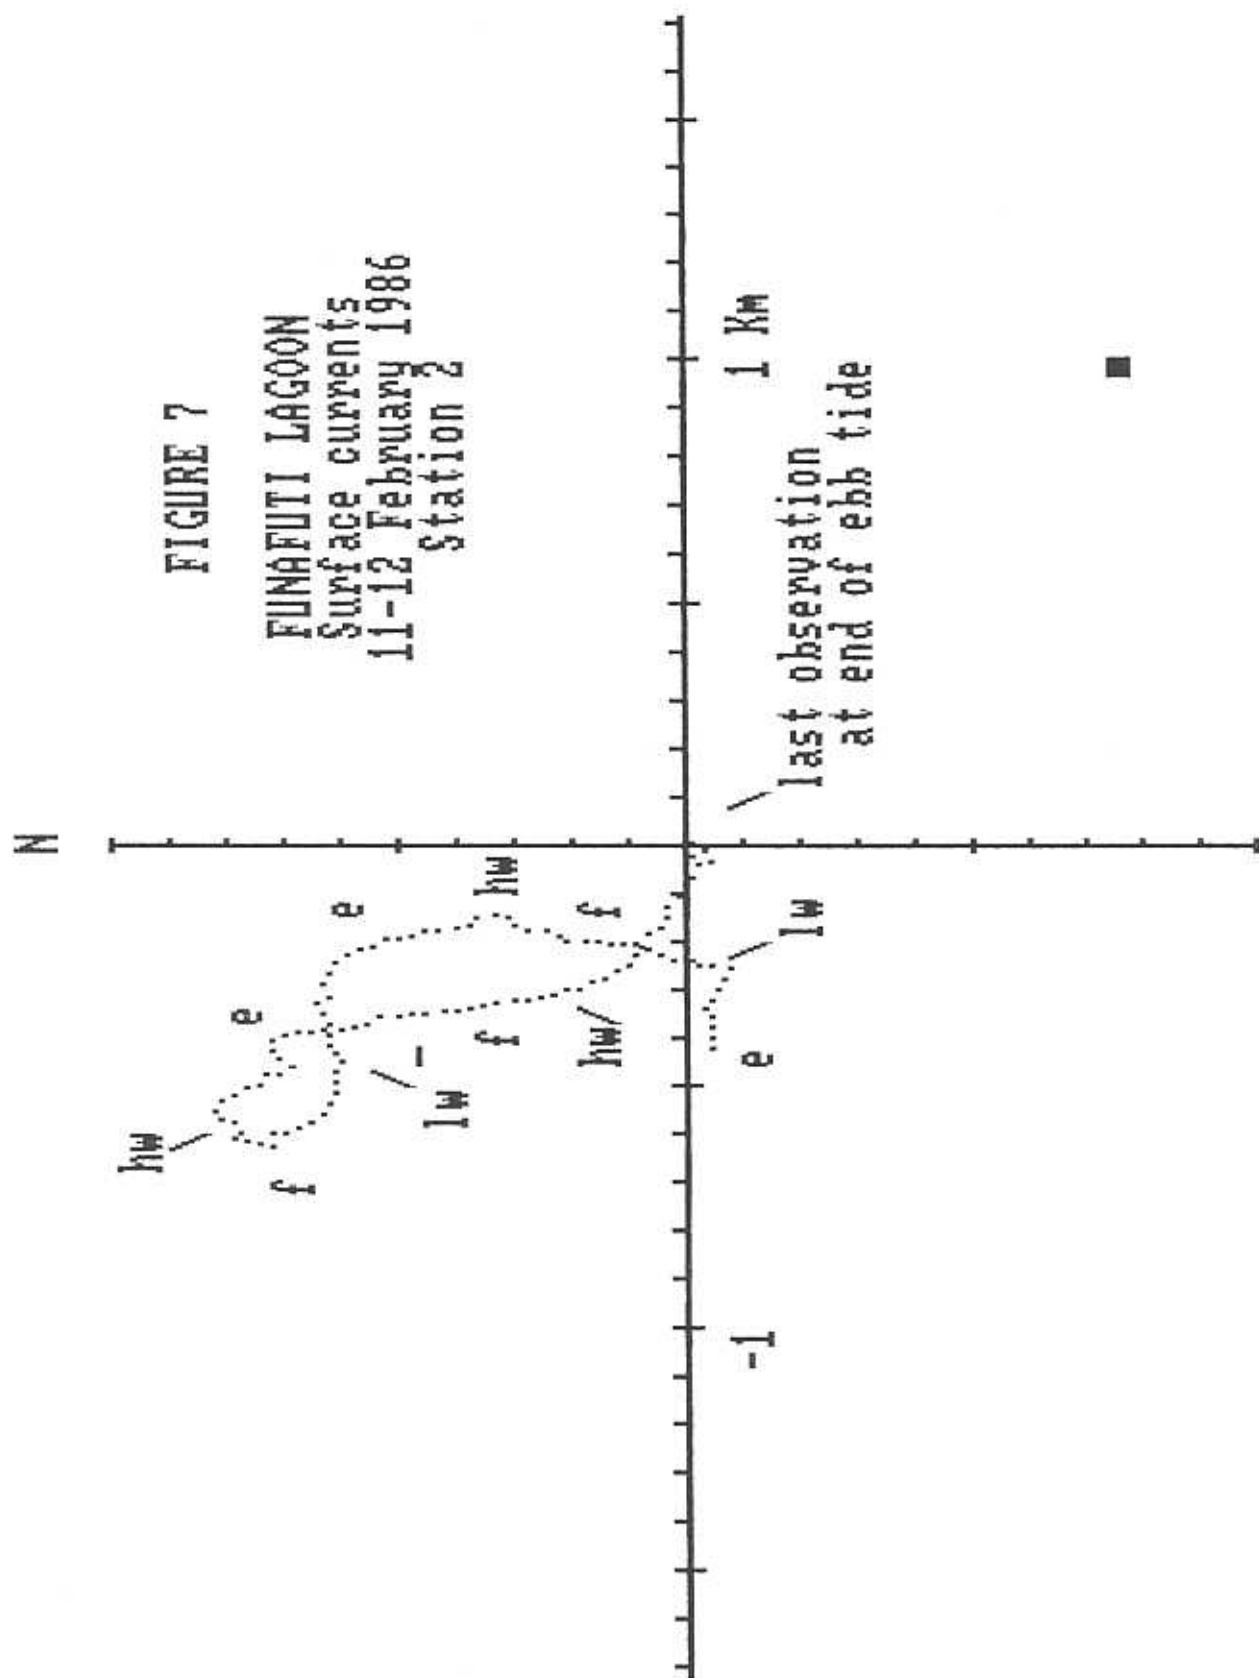 FIGURE 7
FUNAFUTI LAGOON
Surface currents
11-12 February 1986
Station 2
N
hw
f
e
e
-
lw
hw
f
hw
f
lw
e
last observation
at end of ebb tide
-1
1 Km